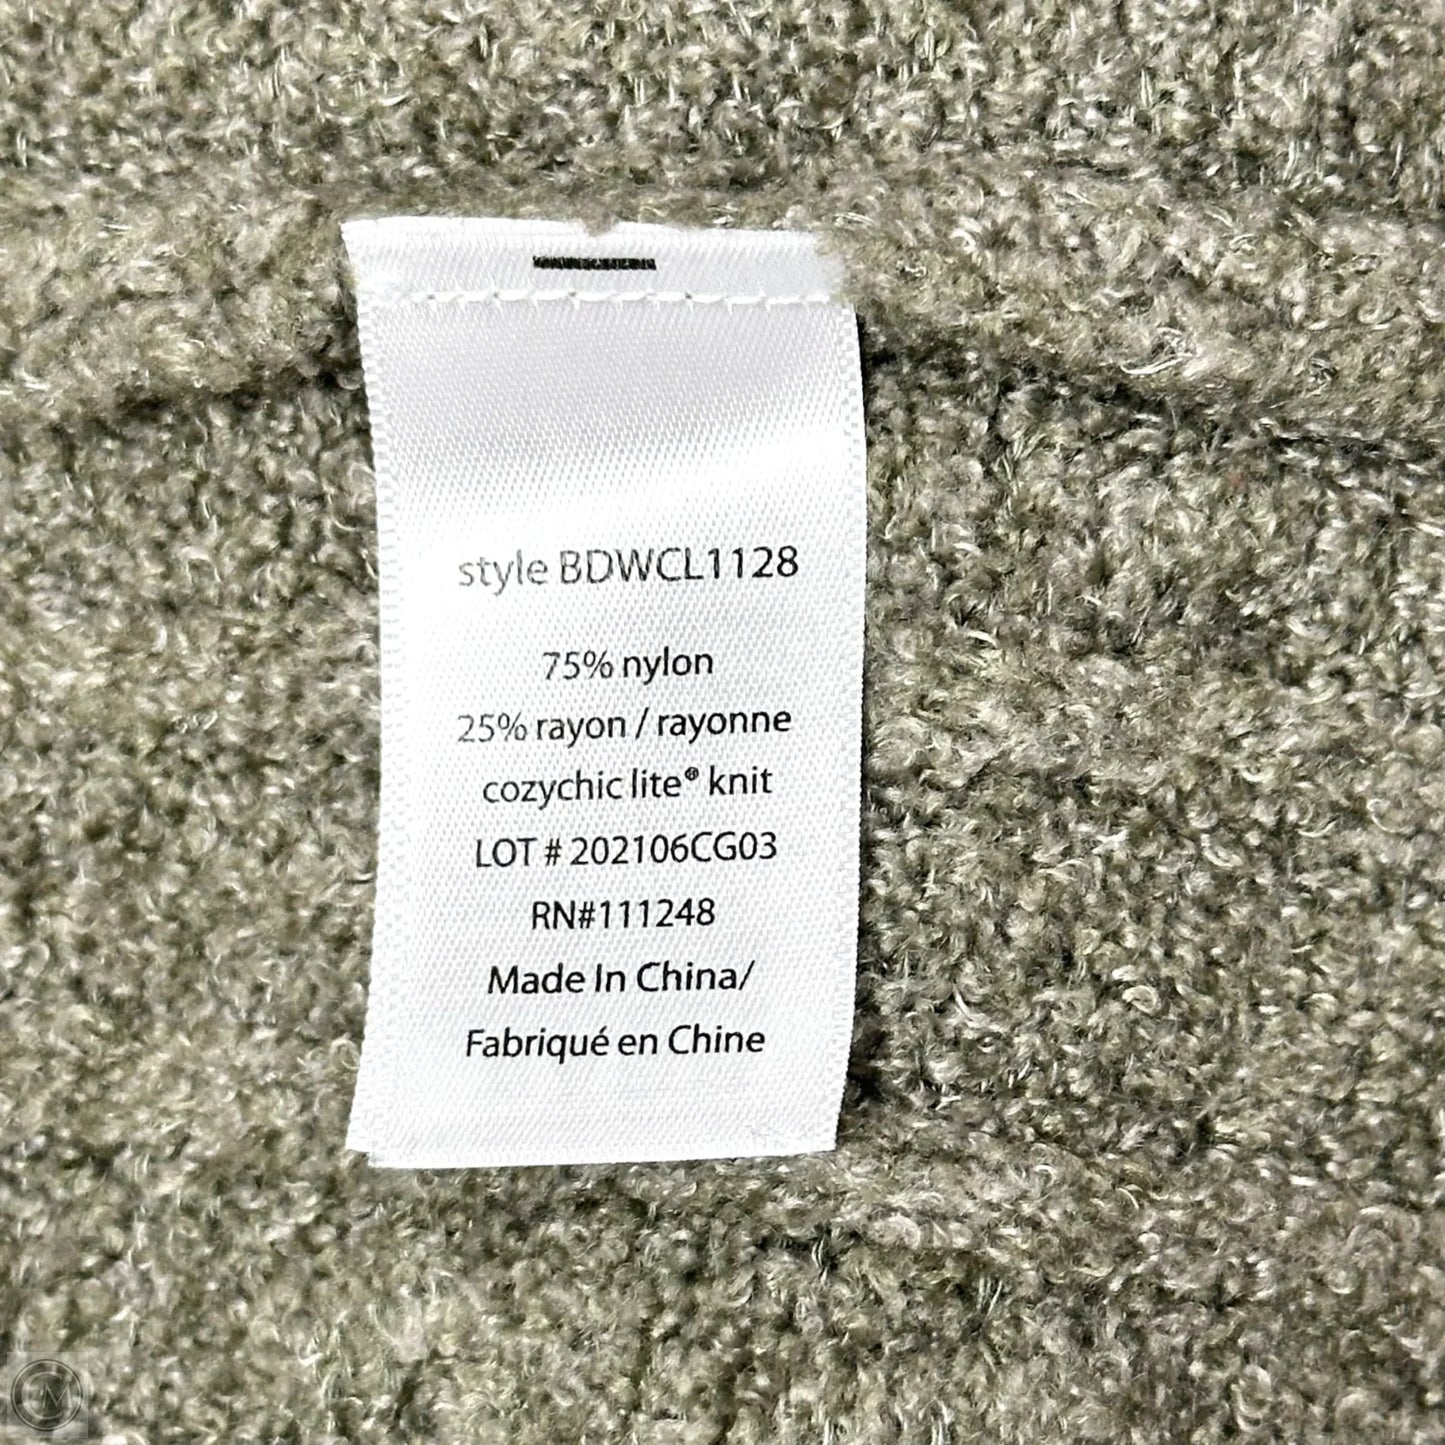 style BDWCL1128
75% nylon
25% rayon / rayonne
cozychic lite® knit
LOT # 202106CG03
RN#111248
Made In China/
Fabriqué en Chine